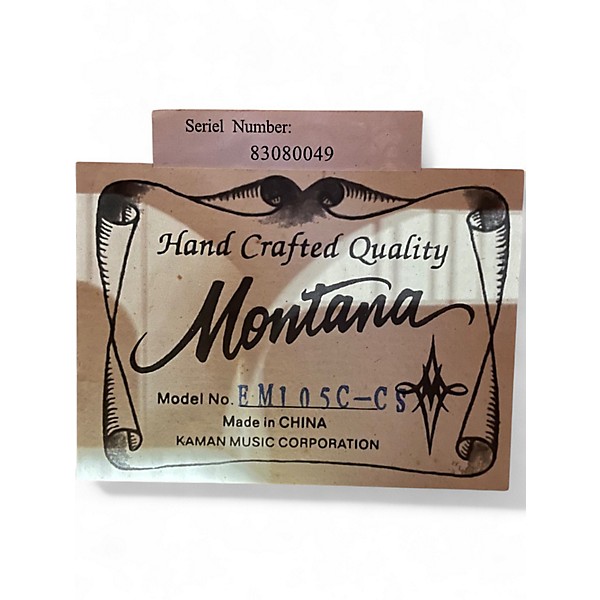 Seriel Number:
83080049
Hand Crafted Quality
Montana
Model No. EM105C-CS
Made in CHINA
KAMAN MUSIC CORPORATION